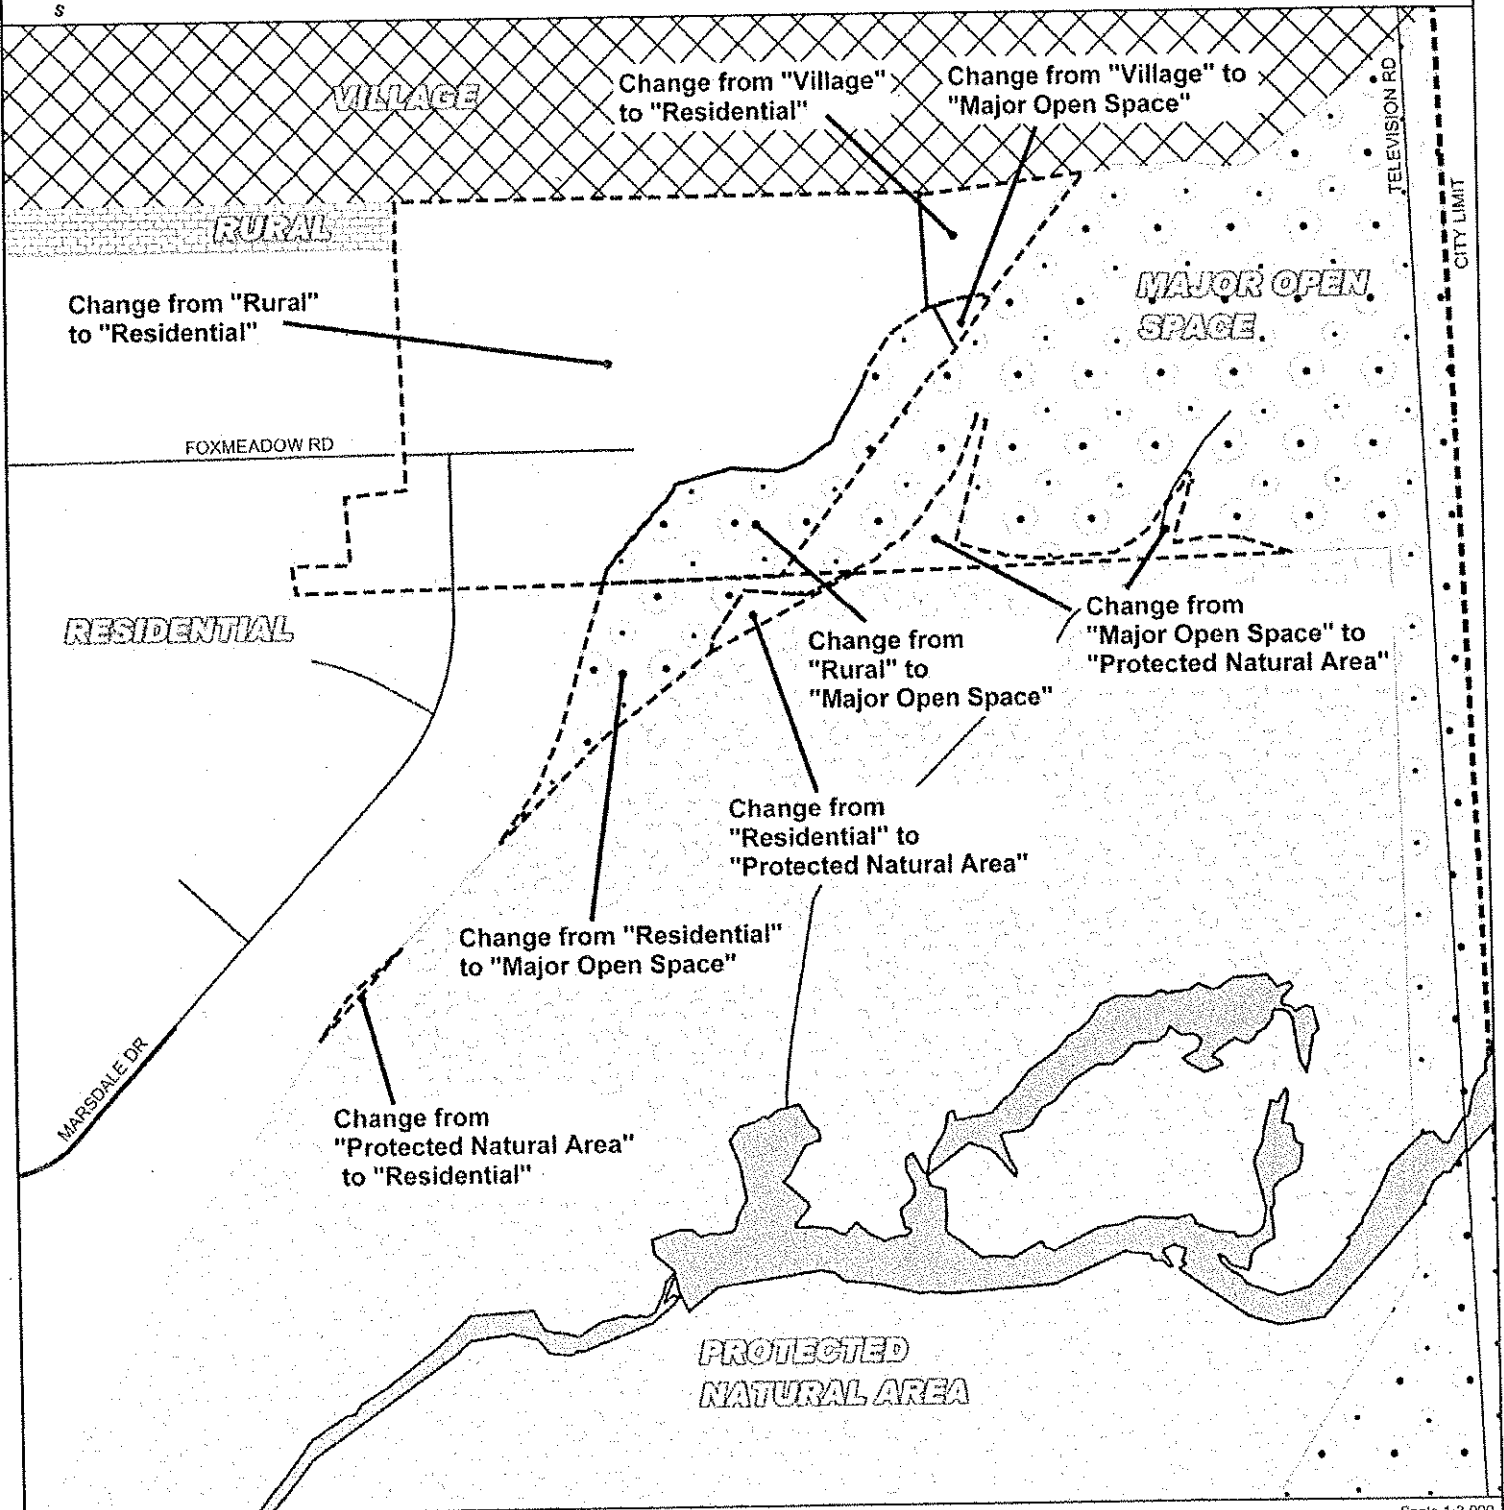 S
VILLAGE
Change from "Village"
to "Residential"
Change from "Village" to
"Major Open Space"
TELEVISION RD
CITY LIMIT
RURAL
MAJOR OPEN
SPACE
Change from "Rural"
to "Residential"
FOXMEADOW RD
RESIDENTIAL
Change from
"Rural" to
"Major Open Space"
Change from
"Major Open Space" to
"Protected Natural Area"
Change from
"Residential" to
"Protected Natural Area"
Change from "Residential"
to "Major Open Space"
MARSDALE DR
Change from
"Protected Natural Area"
to "Residential"
PROTECTED
NATURAL AREA